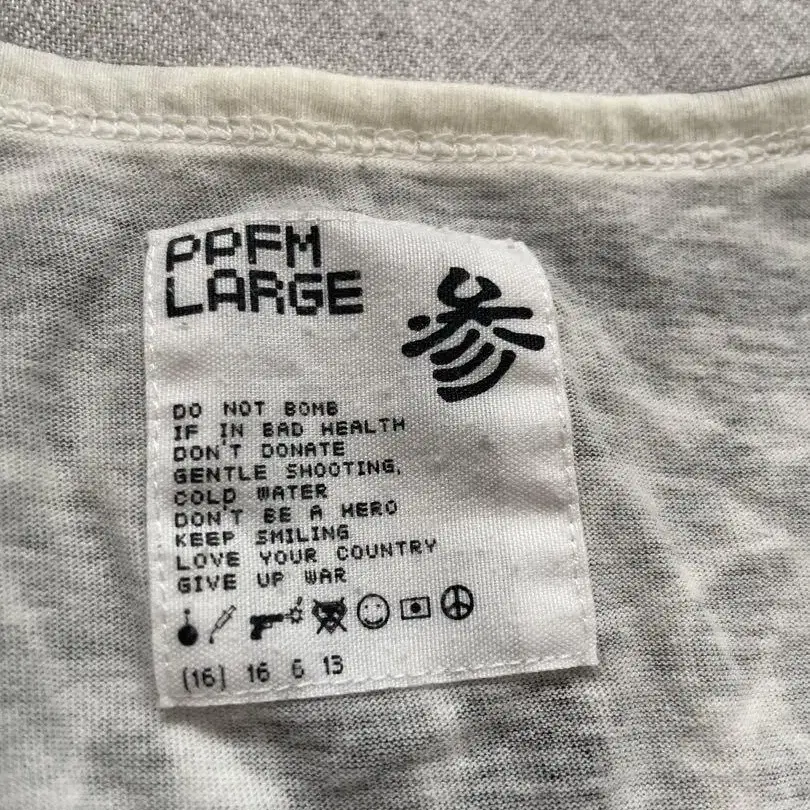 PPFM
LARGE
参
DO NOT BOMB
IF IN BAD HEALTH
DON'T DONATE
GENTLE SHOOTING,
COLD WATER
DON'T BE A HERO
KEEP SMILING
LOVE YOUR COUNTRY
GIVE UP WAR
(16) 16 6 13